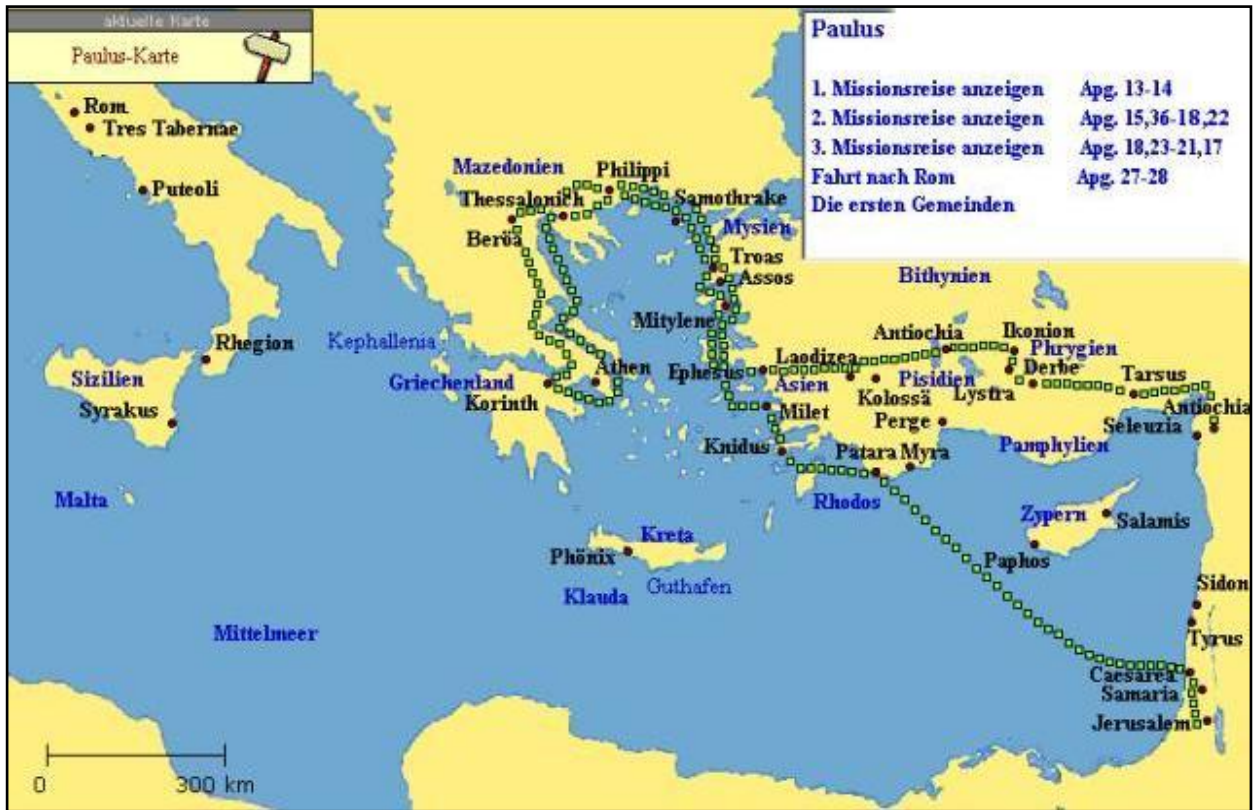 aktuelle Karte
Paulus-Karte
Paulus
1. Missionsreise anzeigen Apg. 13-14
2. Missionsreise anzeigen Apg. 15,36-18,22
3. Missionsreise anzeigen Apg. 18,23-21,17
Fahrt nach Rom Apg. 27-28
Die ersten Gemeinden
Rom
Tres Tabernae
Puteoli
Mazedonien
Philippi
Thessalonich
Samothrake
Beröa
Mysien
Troas
Assos
Bithynien
Mitylene
Kephallenia
Rhegion
Antiochia
Ikonion
Phrygien
Sizilien
Griechenland
Athen
Ephesus
Laodizea
Asien
Pisidien
Derbe
Tarsus
Korinth
Kolossä
Lystra
Syrakus
Milet
Perge
Antiochia
Seleuzia
Knidus
Patara
Myra
Pamphylien
Malta
Rhodos
Zypern
Salamis
Kreta
Phönix
Paphos
Guthafen
Klauda
Sidon
Mittelmeer
Tyrus
Caesarea
Samaria
Jerusalem
0 300 km